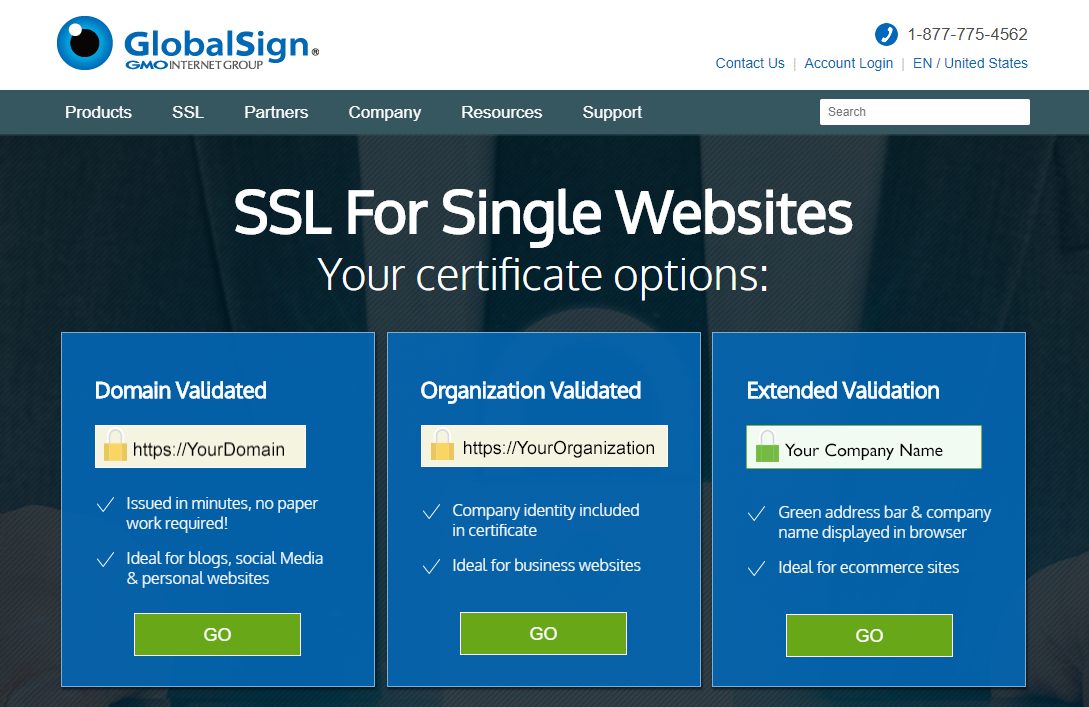 GlobalSign®
GMO INTERNET GROUP
1-877-775-4562
Contact Us | Account Login | EN / United States
Products SSL Partners Company Resources Support Search
SSL For Single Websites
Your certificate options:
Domain Validated
https://YourDomain
Issued in minutes, no paper
work required!
Ideal for blogs, social Media
& personal websites
GO
Organization Validated
https://YourOrganization
Company identity included
in certificate
Ideal for business websites
GO
Extended Validation
Your Company Name
Green address bar & company
name displayed in browser
Ideal for ecommerce sites
GO